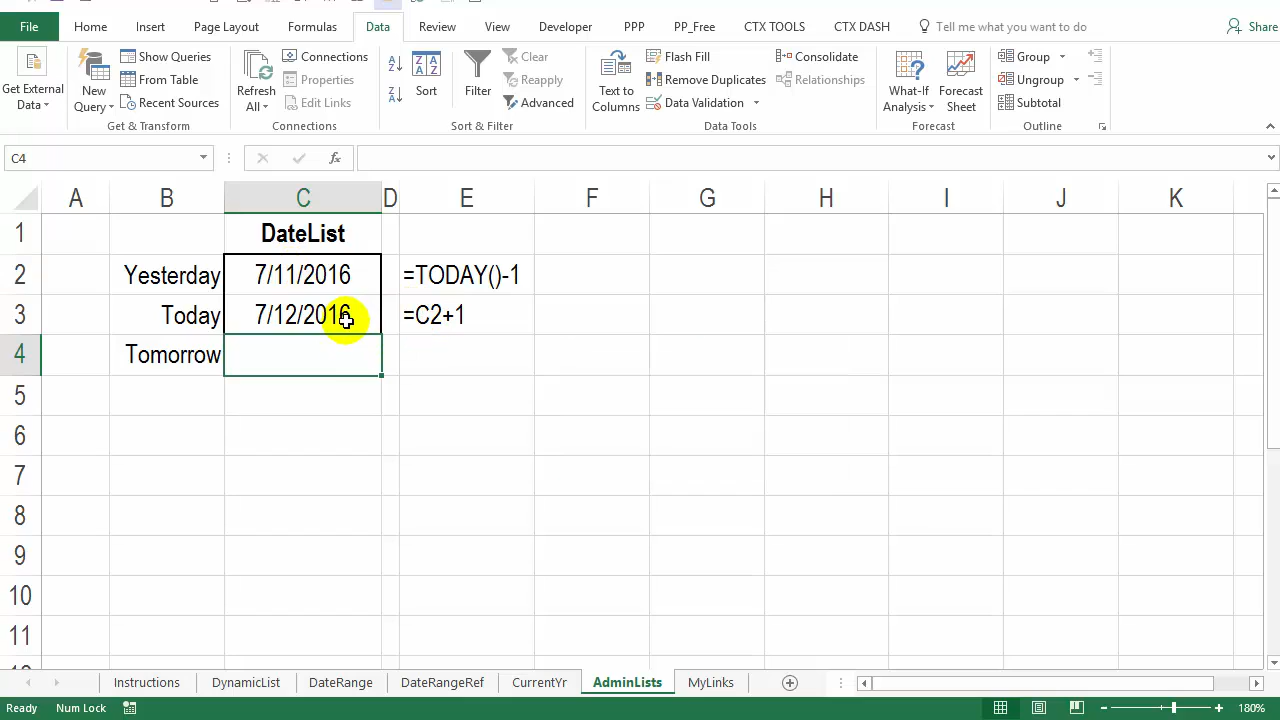 File Home Insert Page Layout Formulas Data Review View Developer PPP PP_Free CTX TOOLS CTX DASH Tell me what you want to do Share
Show Queries Connections Clear Flash Fill Consolidate Group
Get External Data From Table Properties Reapply Remove Duplicates Relationships Ungroup
New Query Recent Sources Refresh All Edit Links Sort Filter Advanced Text to Columns Data Validation What-If Analysis Forecast Sheet Subtotal
Get & Transform Connections Sort & Filter Data Tools Forecast Outline
C4 fx
A B C D E F G H I J K
1 DateList
2 Yesterday 7/11/2016 =TODAY()-1
3 Today 7/12/2016 =C2+1
4 Tomorrow
5
6
7
8
9
10
11
Instructions DynamicList DateRange DateRangeRef CurrentYr AdminLists MyLinks
Ready Num Lock 180%